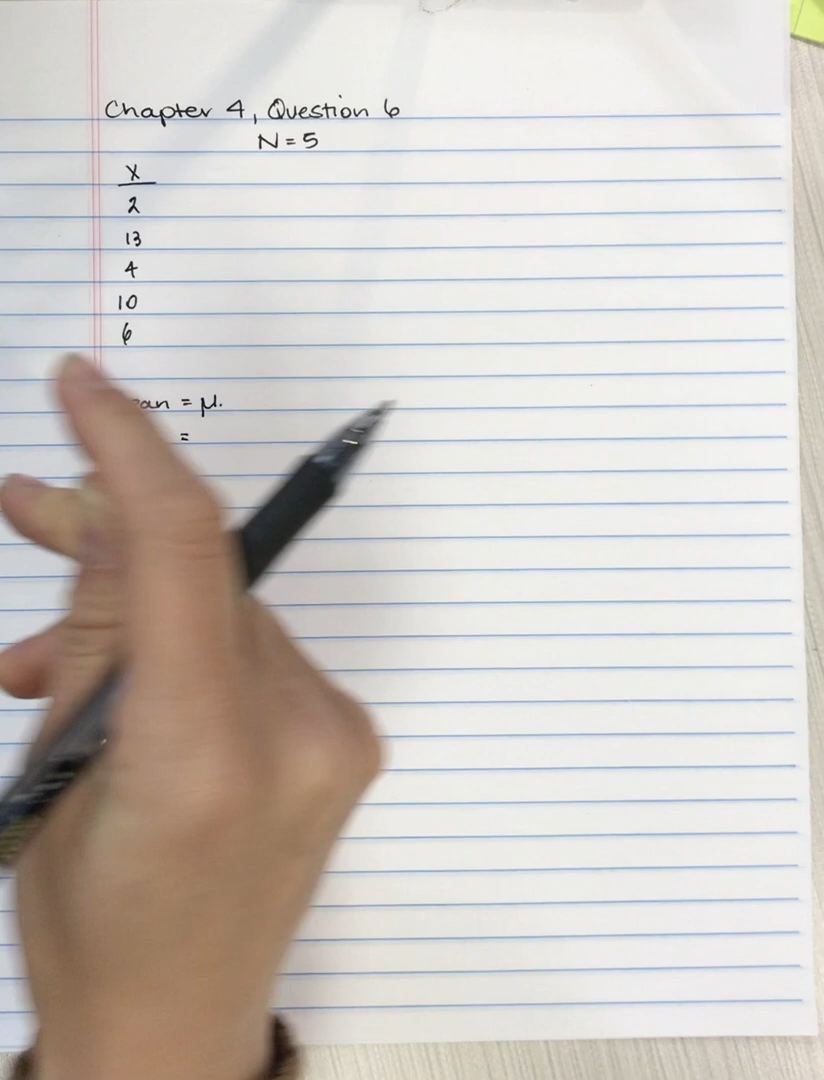 Chapter 4, Question 6
N = 5
X
2
13
4
10
6
= μ.
=